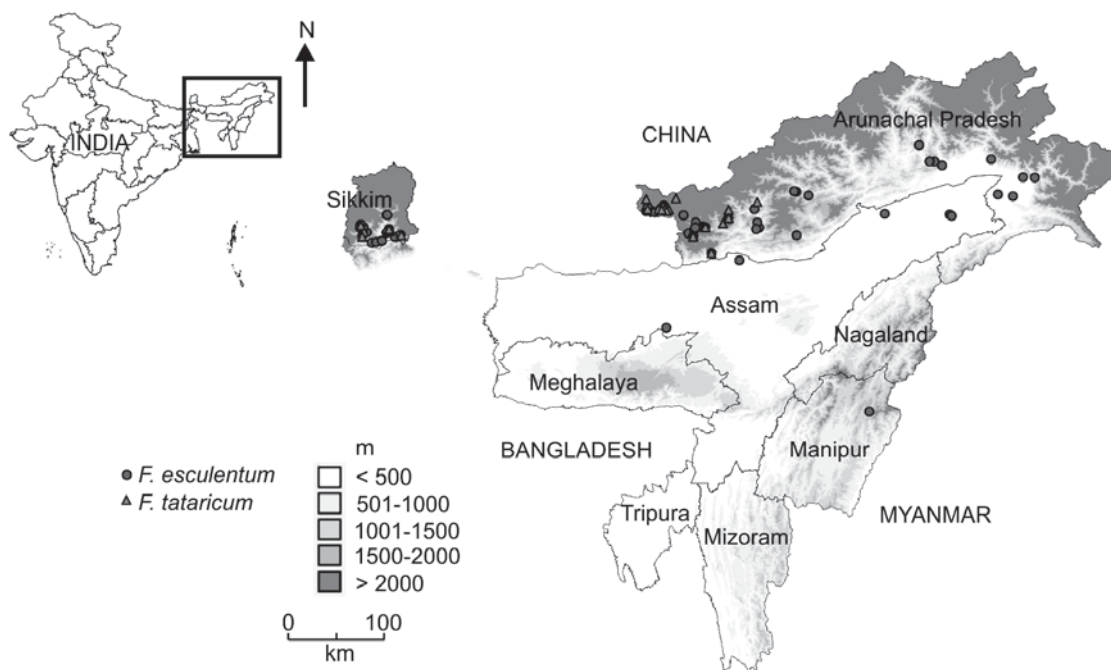 N
INDIA
CHINA
Arunachal Pradesh
Sikkim
Assam
Nagaland
Meghalaya
Manipur
BANGLADESH
MYANMAR
Tripura
Mizoram
F. esculentum
F. tataricum
m
< 500
501-1000
1001-1500
1500-2000
> 2000
0 100
km